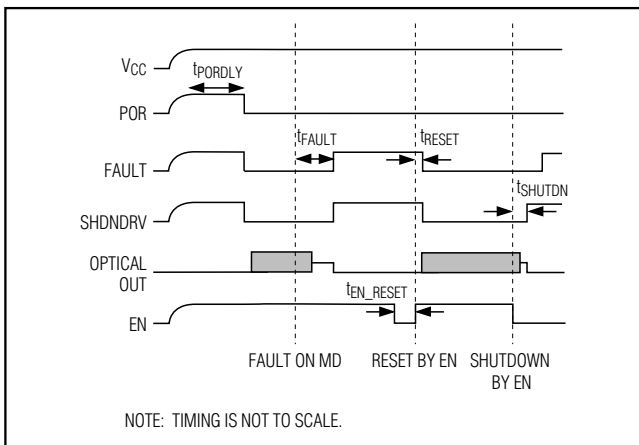 VCC
tPORDLY
POR
tFAULT
tRESET
FAULT
tSHUTDN
SHDNDRV
OPTICAL
OUT
tEN_RESET
EN
FAULT ON MD
RESET BY EN
SHUTDOWN
BY EN
NOTE: TIMING IS NOT TO SCALE.